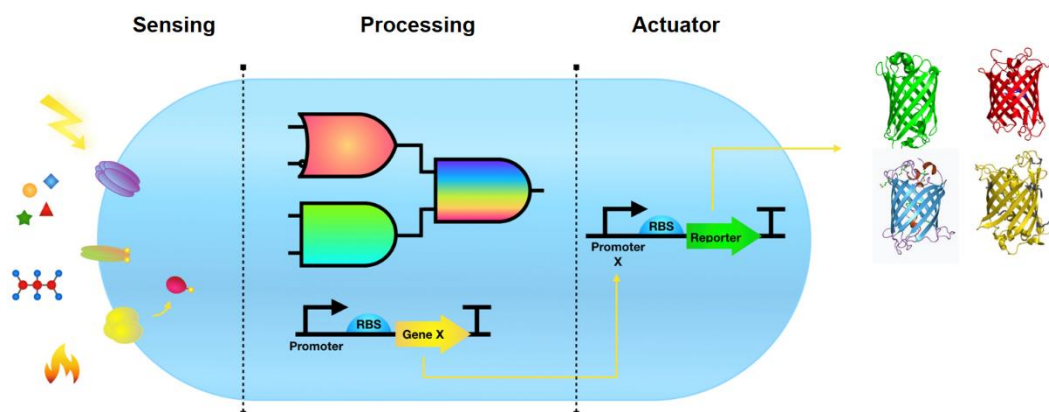 Sensing
Processing
Actuator
RBS
Reporter
Promoter
X
RBS
Gene X
Promoter